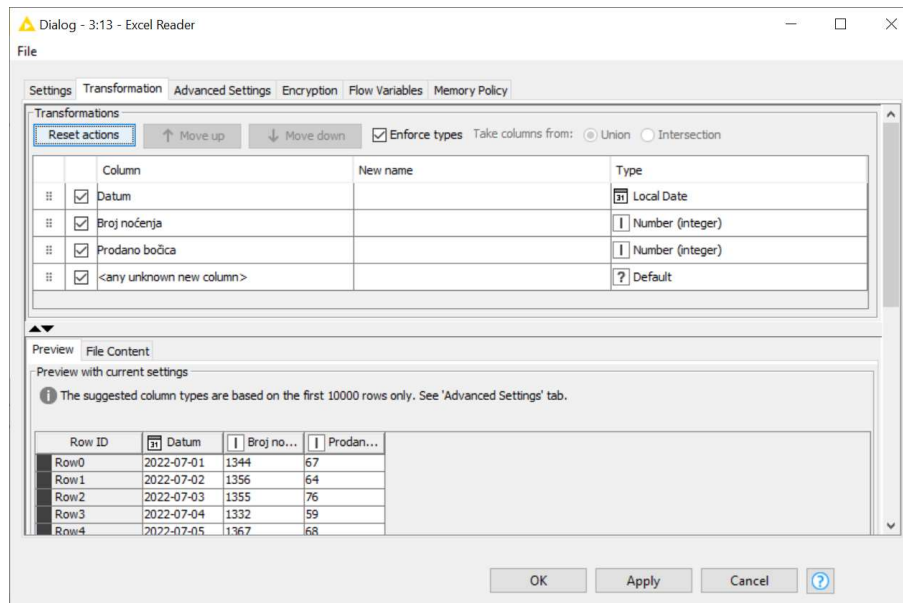 Dialog - 3:13 - Excel Reader
File
Settings Transformation Advanced Settings Encryption Flow Variables Memory Policy
Transformations
Reset actions Move up Move down Enforce types Take columns from: Union Intersection
Column New name Type
Datum 31 Local Date
Broj noćenja I Number (integer)
Prodano bočica I Number (integer)
<any unknown new column> ? Default
Preview File Content
Preview with current settings
i The suggested column types are based on the first 10000 rows only. See 'Advanced Settings' tab.
Row ID 31 Datum I Broj no... I Prodan...
Row0 2022-07-01 1344 67
Row1 2022-07-02 1356 64
Row2 2022-07-03 1355 76
Row3 2022-07-04 1332 59
Row4 2022-07-05 1367 68
OK Apply Cancel ?